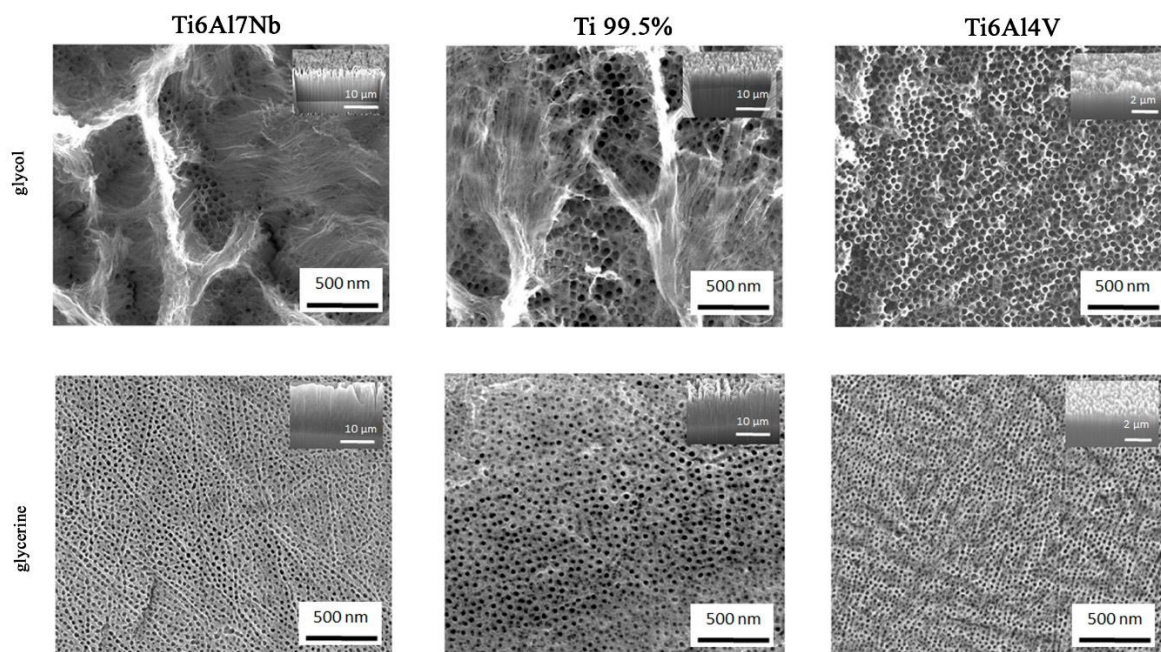 Ti6Al7Nb Ti 99.5% Ti6Al4V
glycol
10 μm 10 μm 2 μm
500 nm 500 nm 500 nm
glycerine
10 μm 10 μm 2 μm
500 nm 500 nm 500 nm